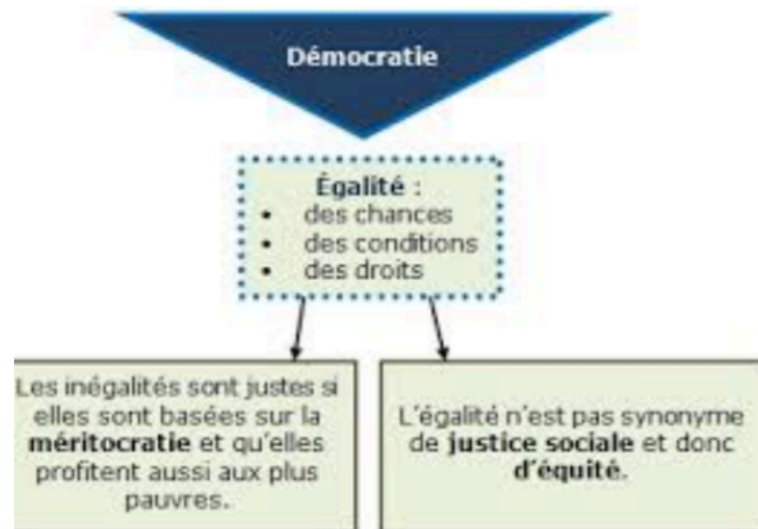 Démocratie
Égalité :
• des chances
• des conditions
• des droits
Les inégalités sont justes si
elles sont basées sur la
méritocratie et qu'elles
profitent aussi aux plus
pauvres.
L'égalité n'est pas synonyme
de justice sociale et donc
d'équité.